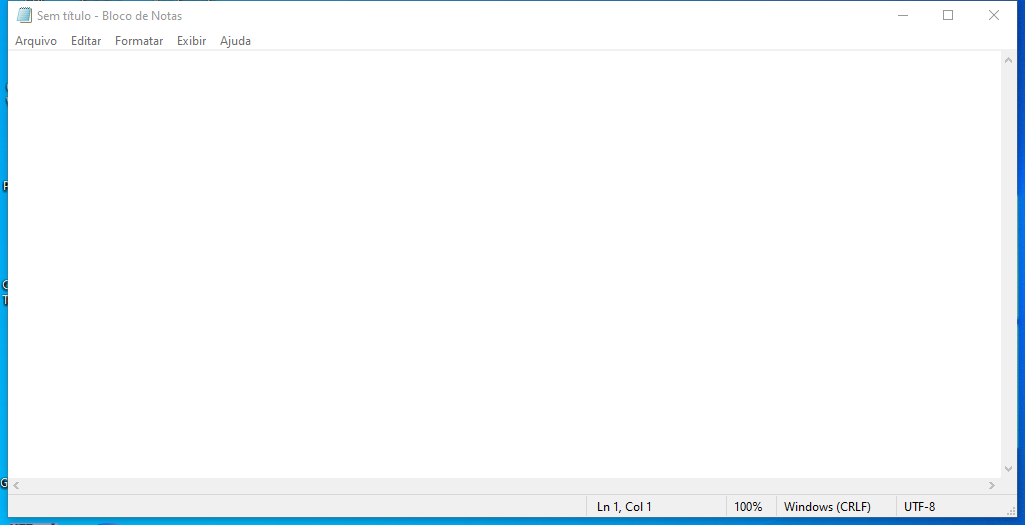 Sem título - Bloco de Notas
Arquivo Editar Formatar Exibir Ajuda
Ln 1, Col 1 100% Windows (CRLF) UTF-8